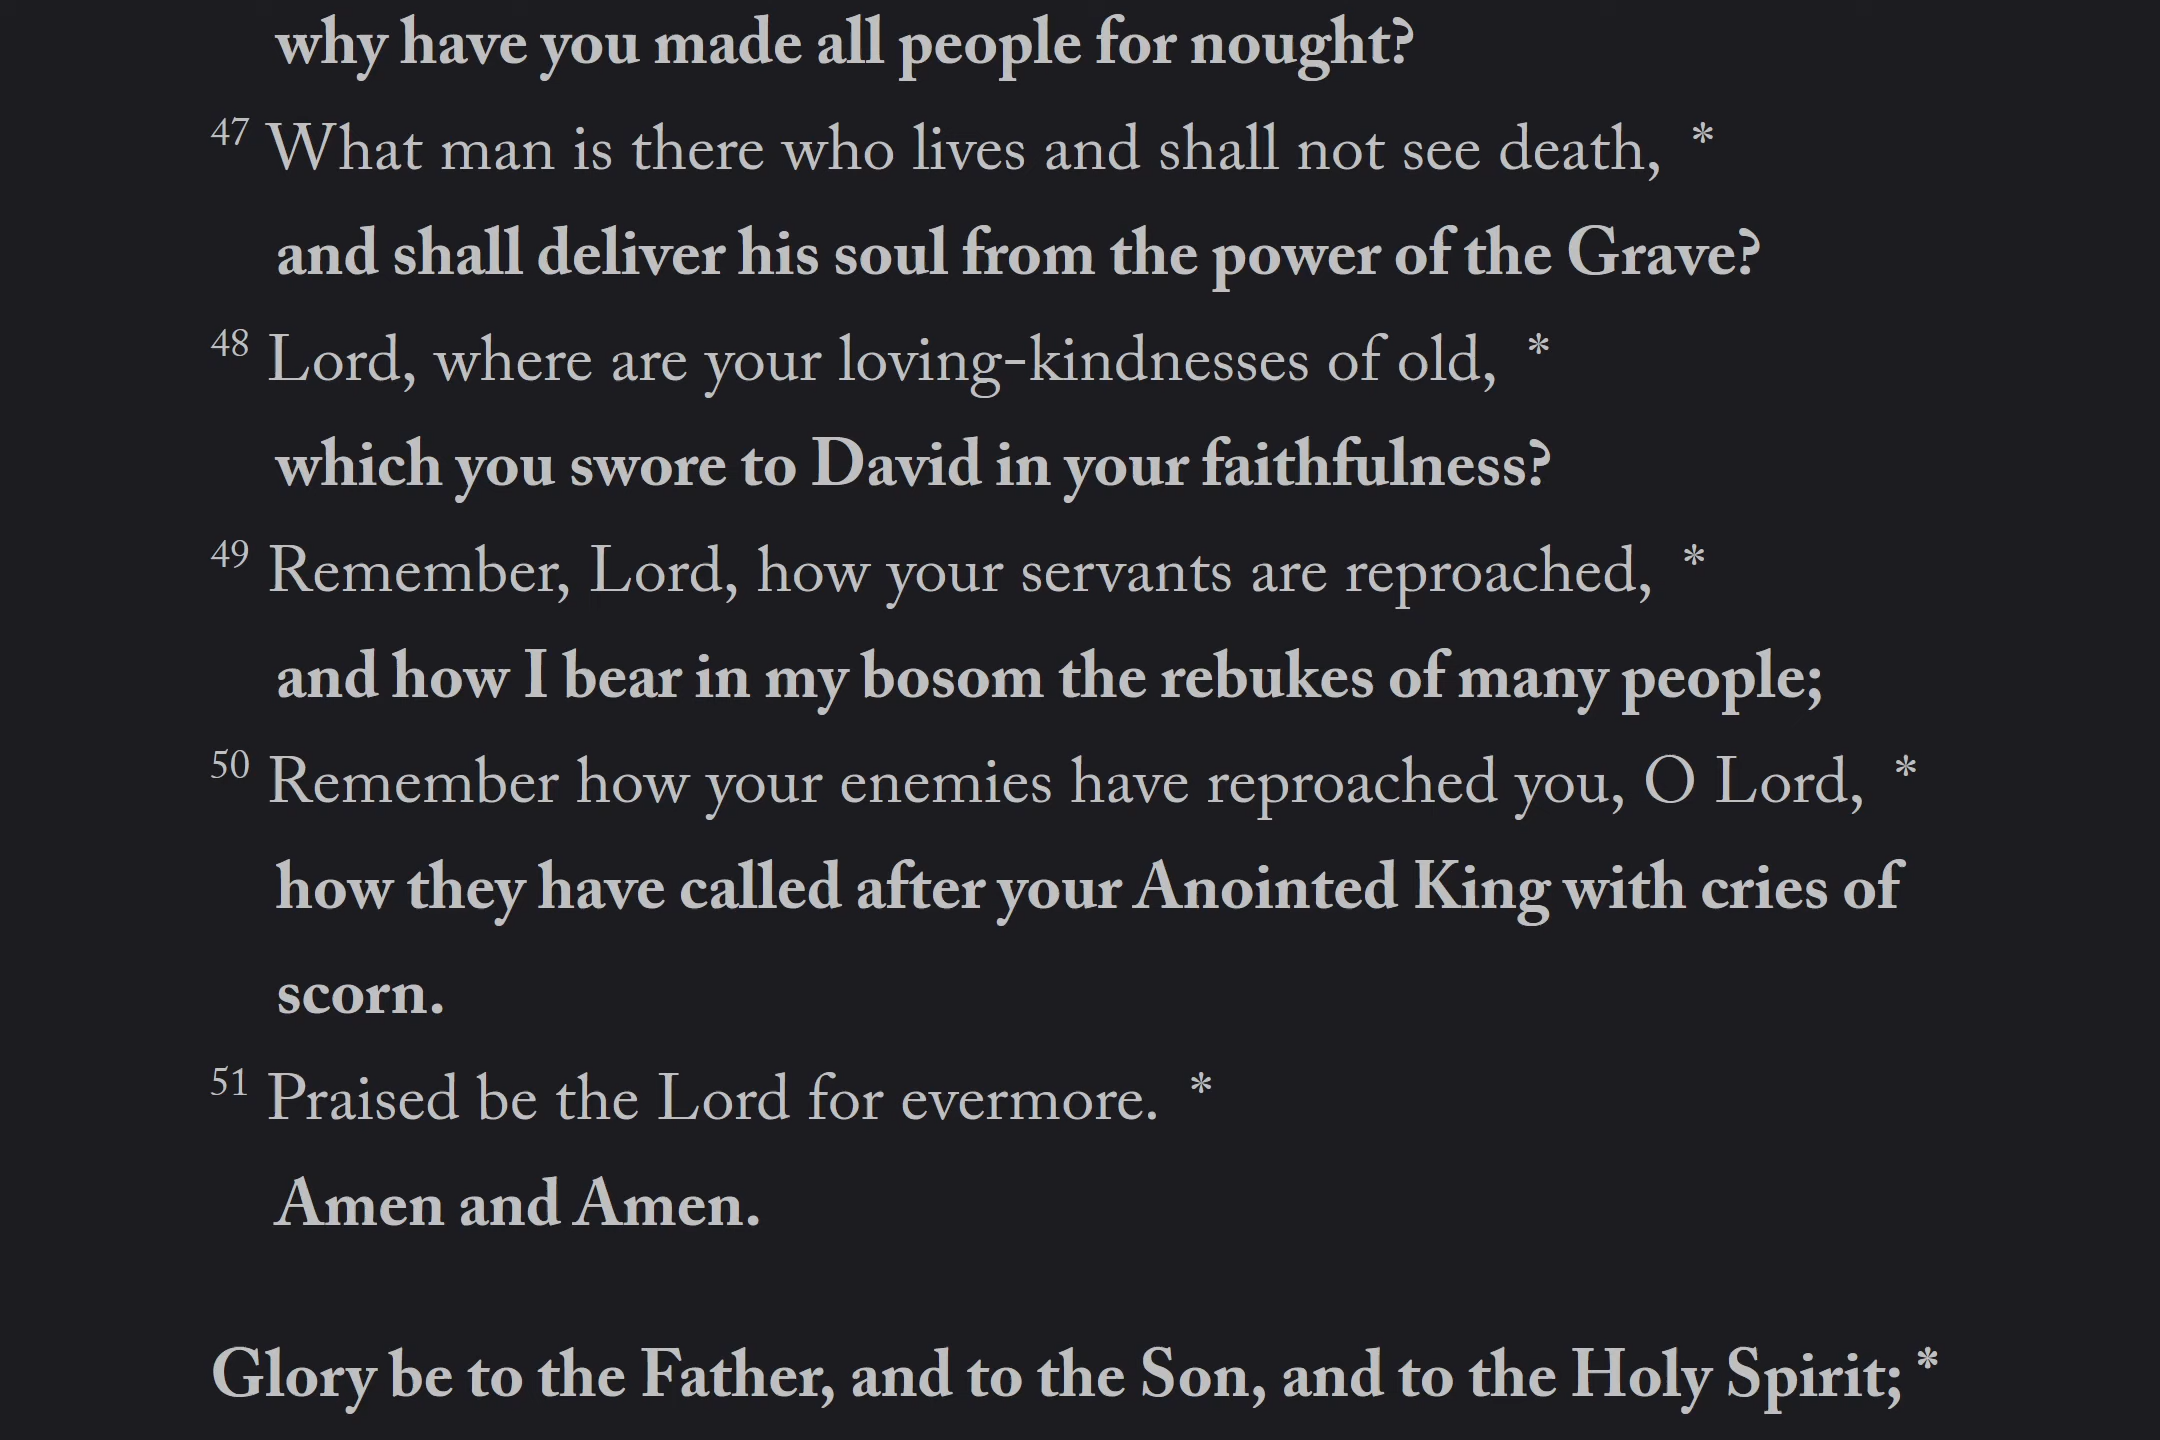 why have you made all people for nought?
47 What man is there who lives and shall not see death, *
and shall deliver his soul from the power of the Grave?
48 Lord, where are your loving-kindnesses of old, *
which you swore to David in your faithfulness?
49 Remember, Lord, how your servants are reproached, *
and how I bear in my bosom the rebukes of many people;
50 Remember how your enemies have reproached you, O Lord, *
how they have called after your Anointed King with cries of
scorn.
51 Praised be the Lord for evermore. *
Amen and Amen.
Glory be to the Father, and to the Son, and to the Holy Spirit; *